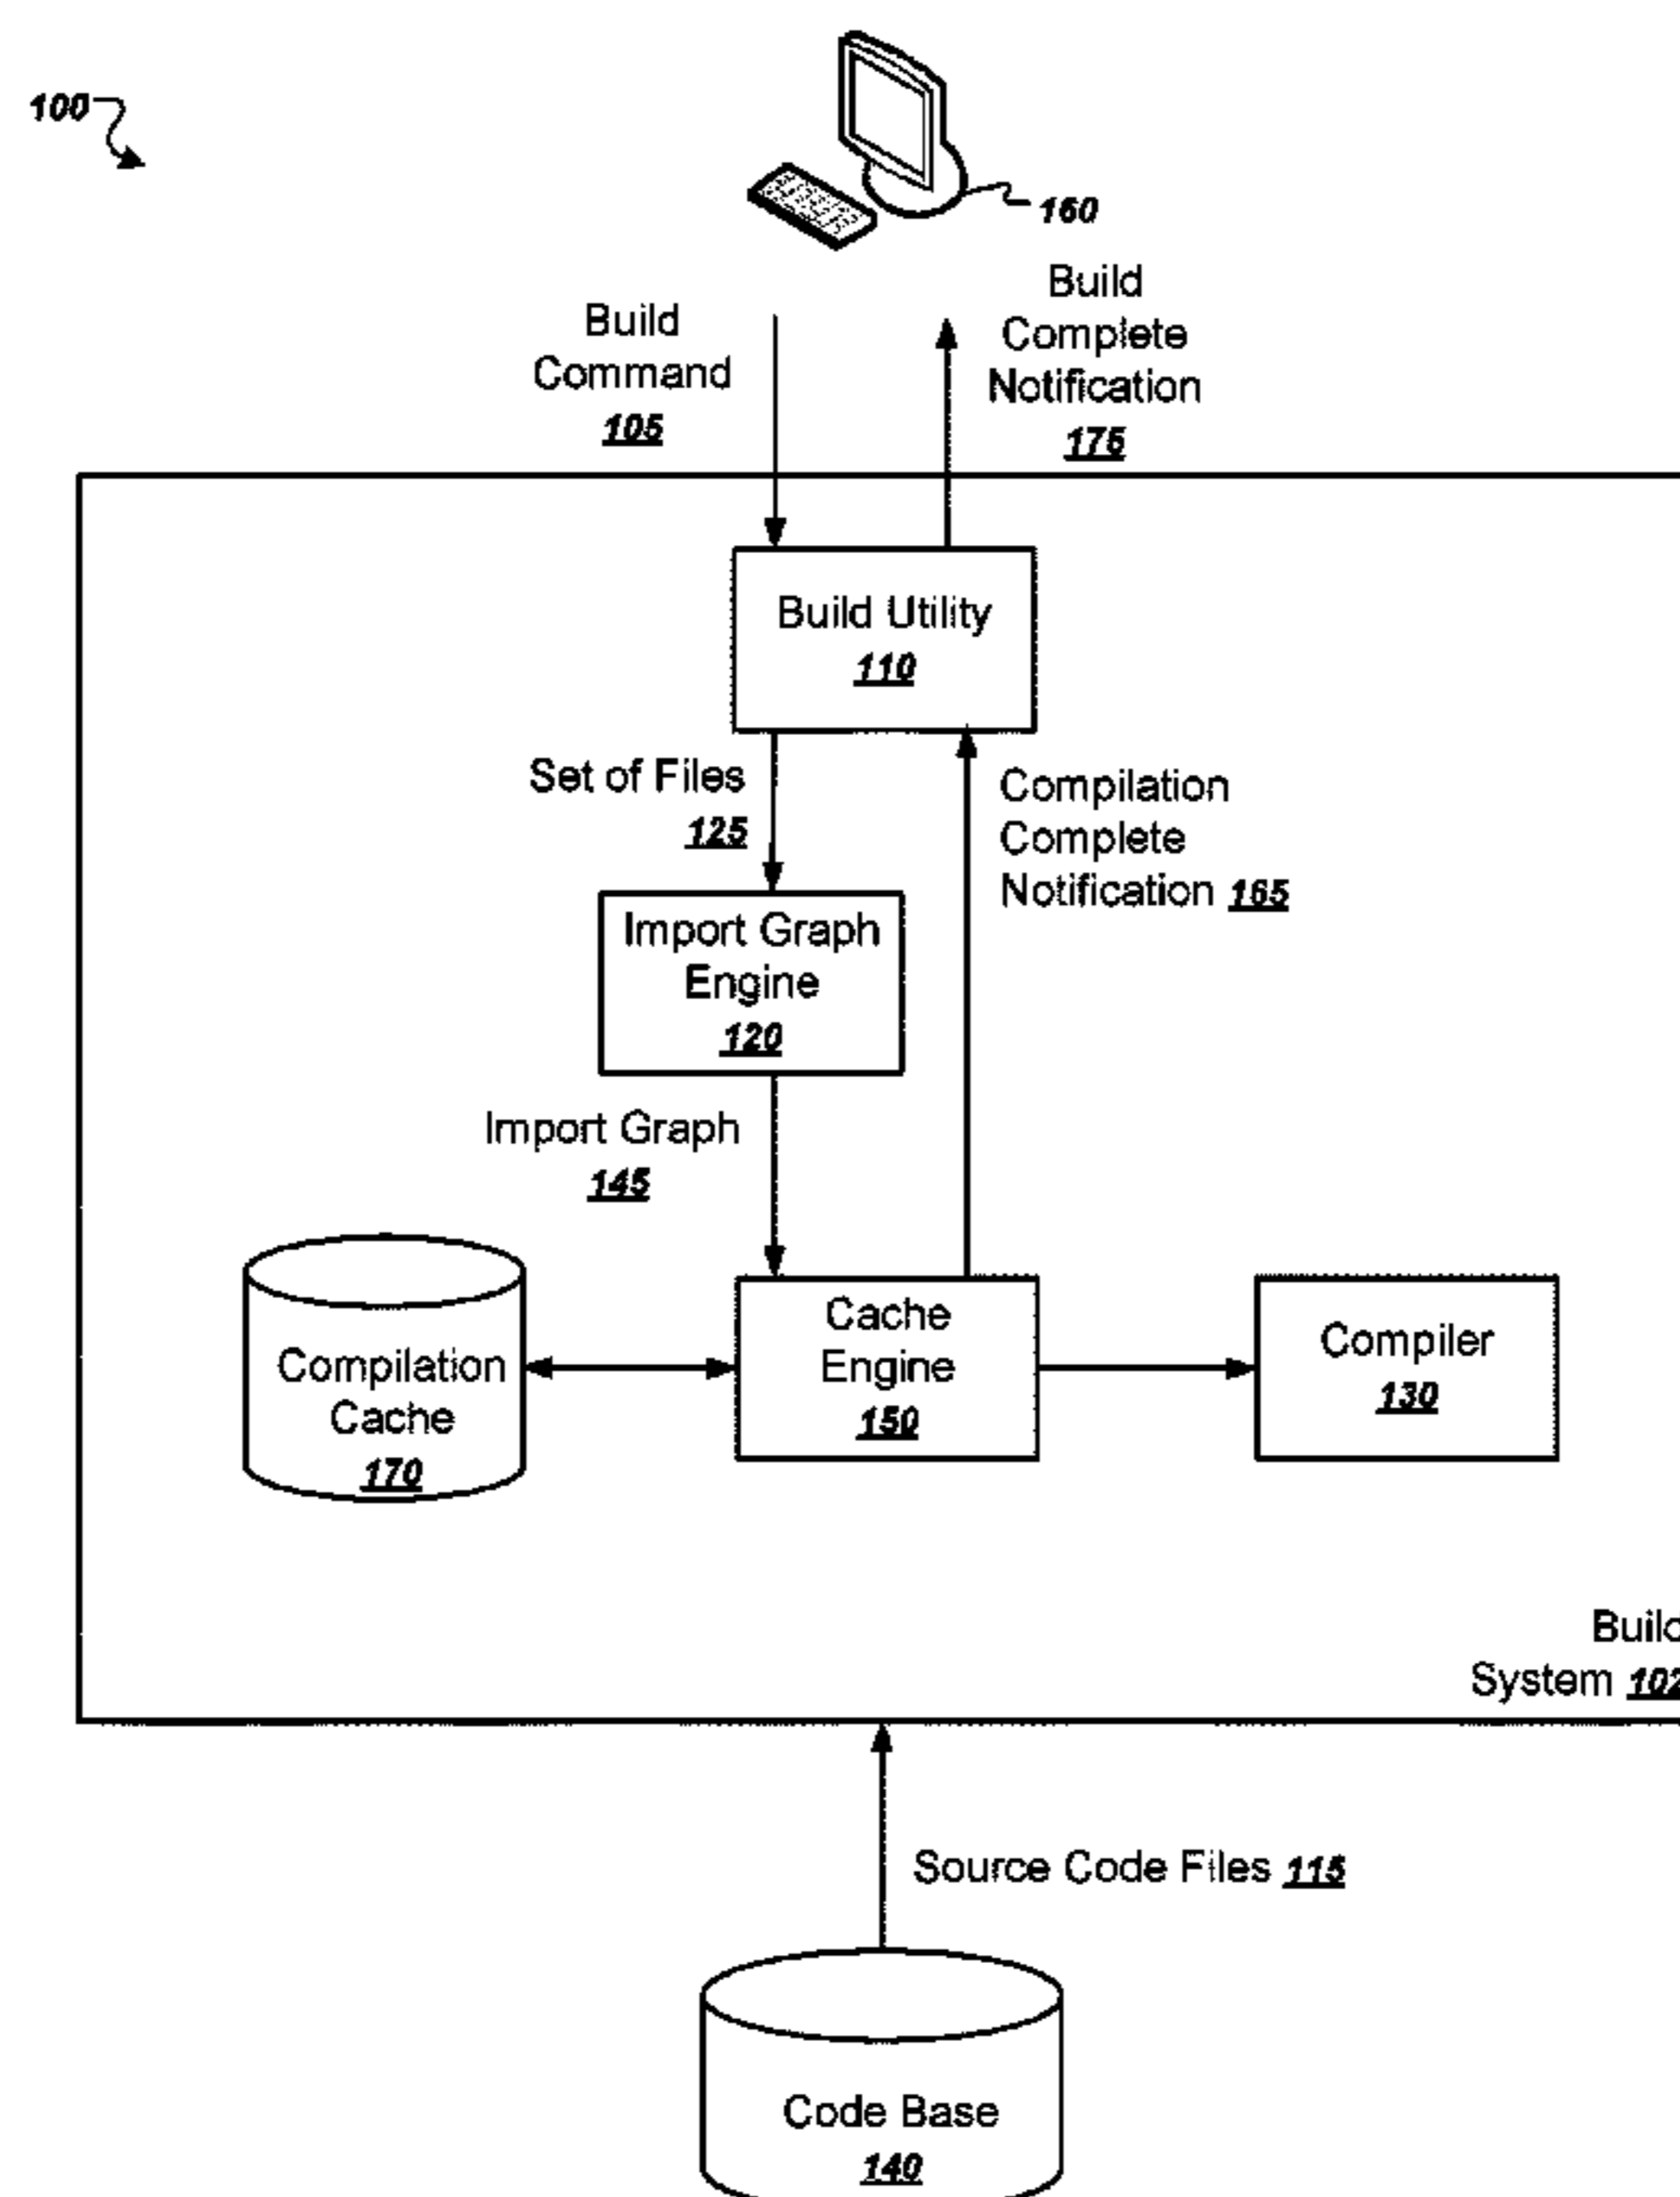 100
160
Build
Command
105
Build
Complete
Notification
175
Build Utility
110
Set of Files
125
Compilation
Complete
Notification 165
Import Graph
Engine
120
Import Graph
145
Compilation
Cache
170
Cache
Engine
150
Compiler
130
Build
System 102
Source Code Files 115
Code Base
140